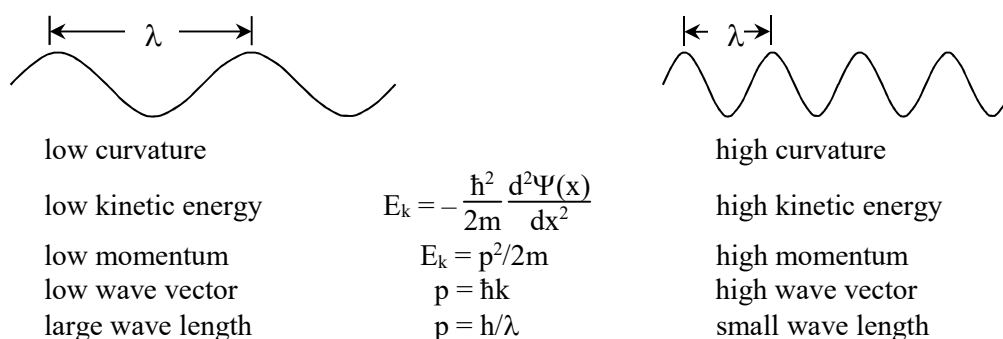 λ λ
low curvature high curvature
low kinetic energy E_k = – ħ²/2m d²Ψ(x)/dx² high kinetic energy
low momentum E_k = p²/2m high momentum
low wave vector p = ħk high wave vector
large wave length p = h/λ small wave length